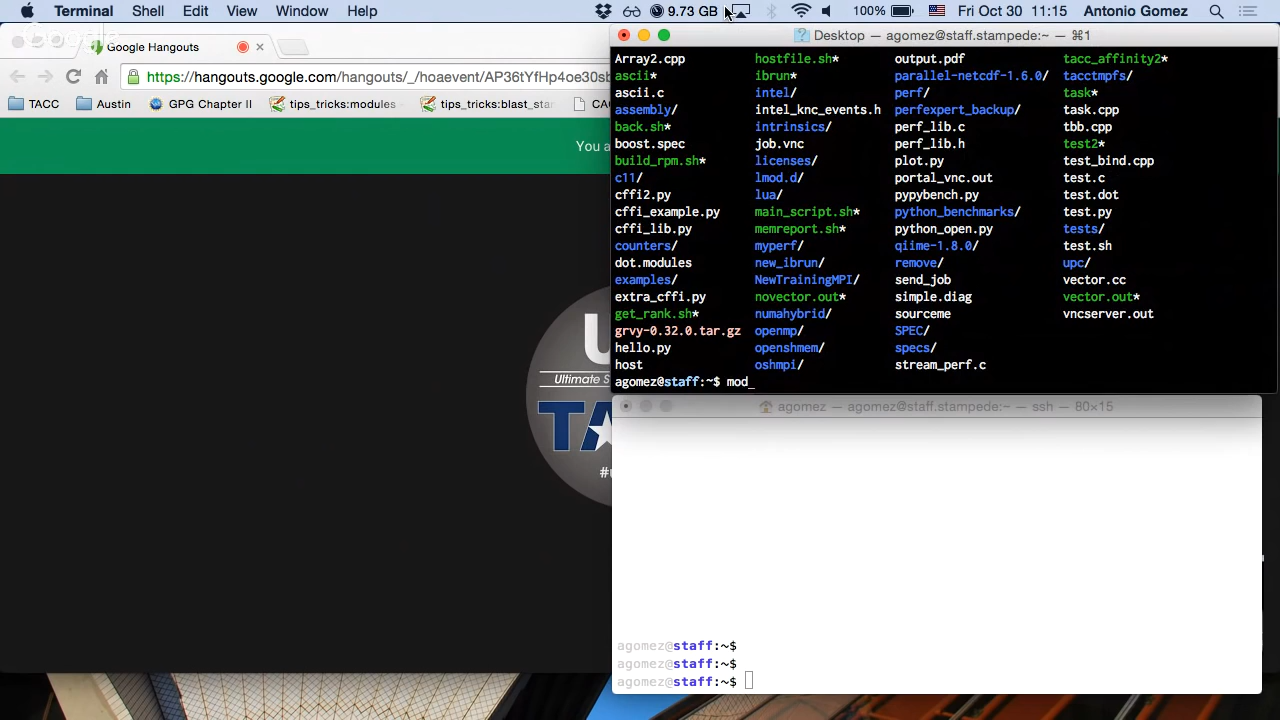 Terminal Shell Edit View Window Help 9.73 GB 100% Fri Oct 30 11:15 Antonio Gomez
Google
Google Hangouts
https://hangouts.google.com/hangouts/_/hoaevent/AP36tYfHp4oe30sb
TACC Austin GPG Chapter II tips_tricks:modules tips_tricks:blast_sta CAC
You a
U
Ultimate S
TA
#u
Desktop — agomez@staff.stampede:~ — ⌘1
Array2.cpp hostfile.sh* output.pdf tacc_affinity2*
ascii* ibrun* parallel-netcdf-1.6.0/ tacctmpfs/
ascii.c intel/ perf/ task*
assembly/ intel_knc_events.h perfexpert_backup/ task.cpp
back.sh* intrinsics/ perf_lib.c tbb.cpp
boost.spec job.vnc perf_lib.h test2*
build_rpm.sh* licenses/ plot.py test_bind.cpp
c11/ lmod.d/ portal_vnc.out test.c
cffi2.py lua/ pypybench.py test.dot
cffi_example.py main_script.sh* python_benchmarks/ test.py
cffi_lib.py memreport.sh* python_open.py tests/
counters/ myperf/ qiime-1.8.0/ test.sh
dot.modules new_ibrun/ remove/ upc/
examples/ NewTrainingMPI/ send_job vector.cc
extra_cffi.py novector.out* simple.diag vector.out*
get_rank.sh* numahybrid/ sourceme vncserver.out
grvy-0.32.0.tar.gz openmp/ SPEC/
hello.py openshmem/ specs/
host oshmpi/ stream_perf.c
agomez@staff:~$ mod_
agomez — agomez@staff.stampede:~ — ssh — 80×15
agomez@staff:~$
agomez@staff:~$
agomez@staff:~$